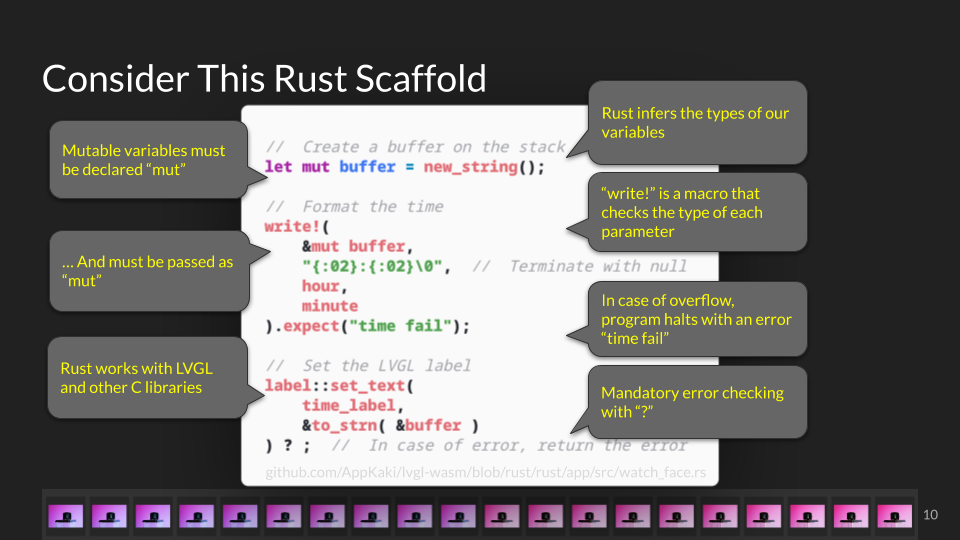 Consider This Rust Scaffold
Mutable variables must
be declared “mut”
… And must be passed as
“mut”
Rust works with LVGL
and other C libraries
//  Create a buffer on the stack
let mut buffer = new_string();
//  Format the time
write!(
    &mut buffer,
    "{:02}:{:02}\0",  //  Terminate with null
    hour,
    minute
).expect("time fail");
//  Set the LVGL label
label::set_text(
    time_label,
    &to_strn( &buffer )
) ? ;  //  In case of error, return the error
github.com/AppKaki/lvgl-wasm/blob/rust/rust/app/src/watch_face.rs
Rust infers the types of our
variables
“write!” is a macro that
checks the type of each
parameter
In case of overflow,
program halts with an error
“time fail”
Mandatory error checking
with “?”
10